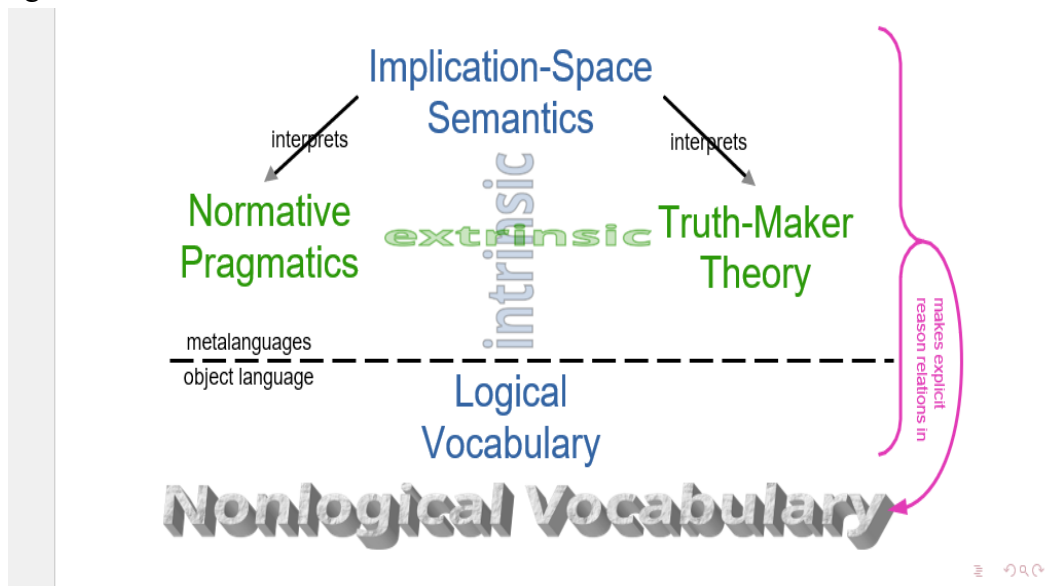 Implication-Space
Semantics
interprets
interprets
intrinsic
Normative
Pragmatics
extrinsic
Truth-Maker
Theory
makes explicit
reason relations in
metalanguages
object language
Logical
Vocabulary
Nonlogical Vocabulary